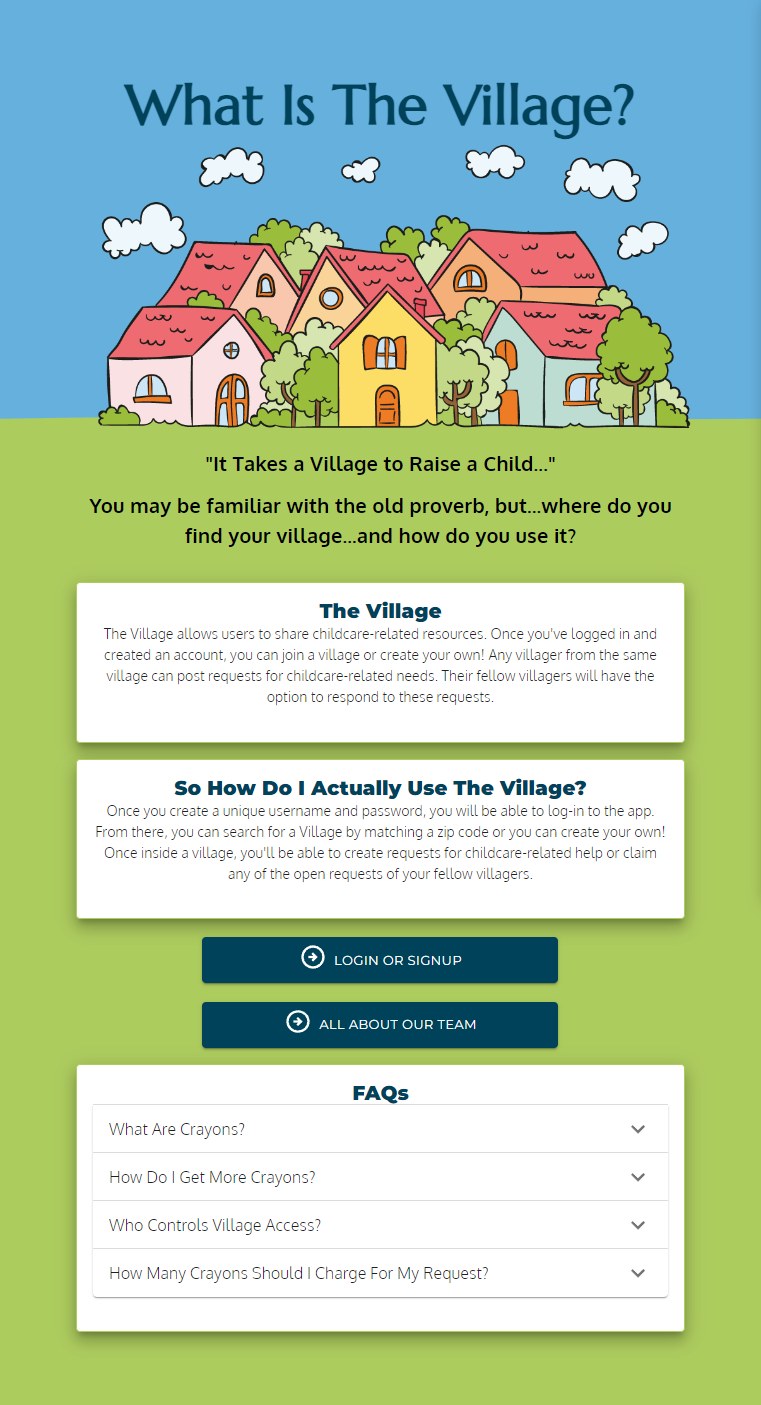 What Is The Village?
"It Takes a Village to Raise a Child..."
You may be familiar with the old proverb, but...where do you
find your village...and how do you use it?
The Village
The Village allows users to share childcare-related resources. Once you've logged in and
created an account, you can join a village or create your own! Any villager from the same
village can post requests for childcare-related needs. Their fellow villagers will have the
option to respond to these requests.
So How Do I Actually Use The Village?
Once you create a unique username and password, you will be able to log-in to the app.
From there, you can search for a Village by matching a zip code or you can create your own!
Once inside a village, you'll be able to create requests for childcare-related help or claim
any of the open requests of your fellow villagers.
LOGIN OR SIGNUP
ALL ABOUT OUR TEAM
FAQs
What Are Crayons?
How Do I Get More Crayons?
Who Controls Village Access?
How Many Crayons Should I Charge For My Request?